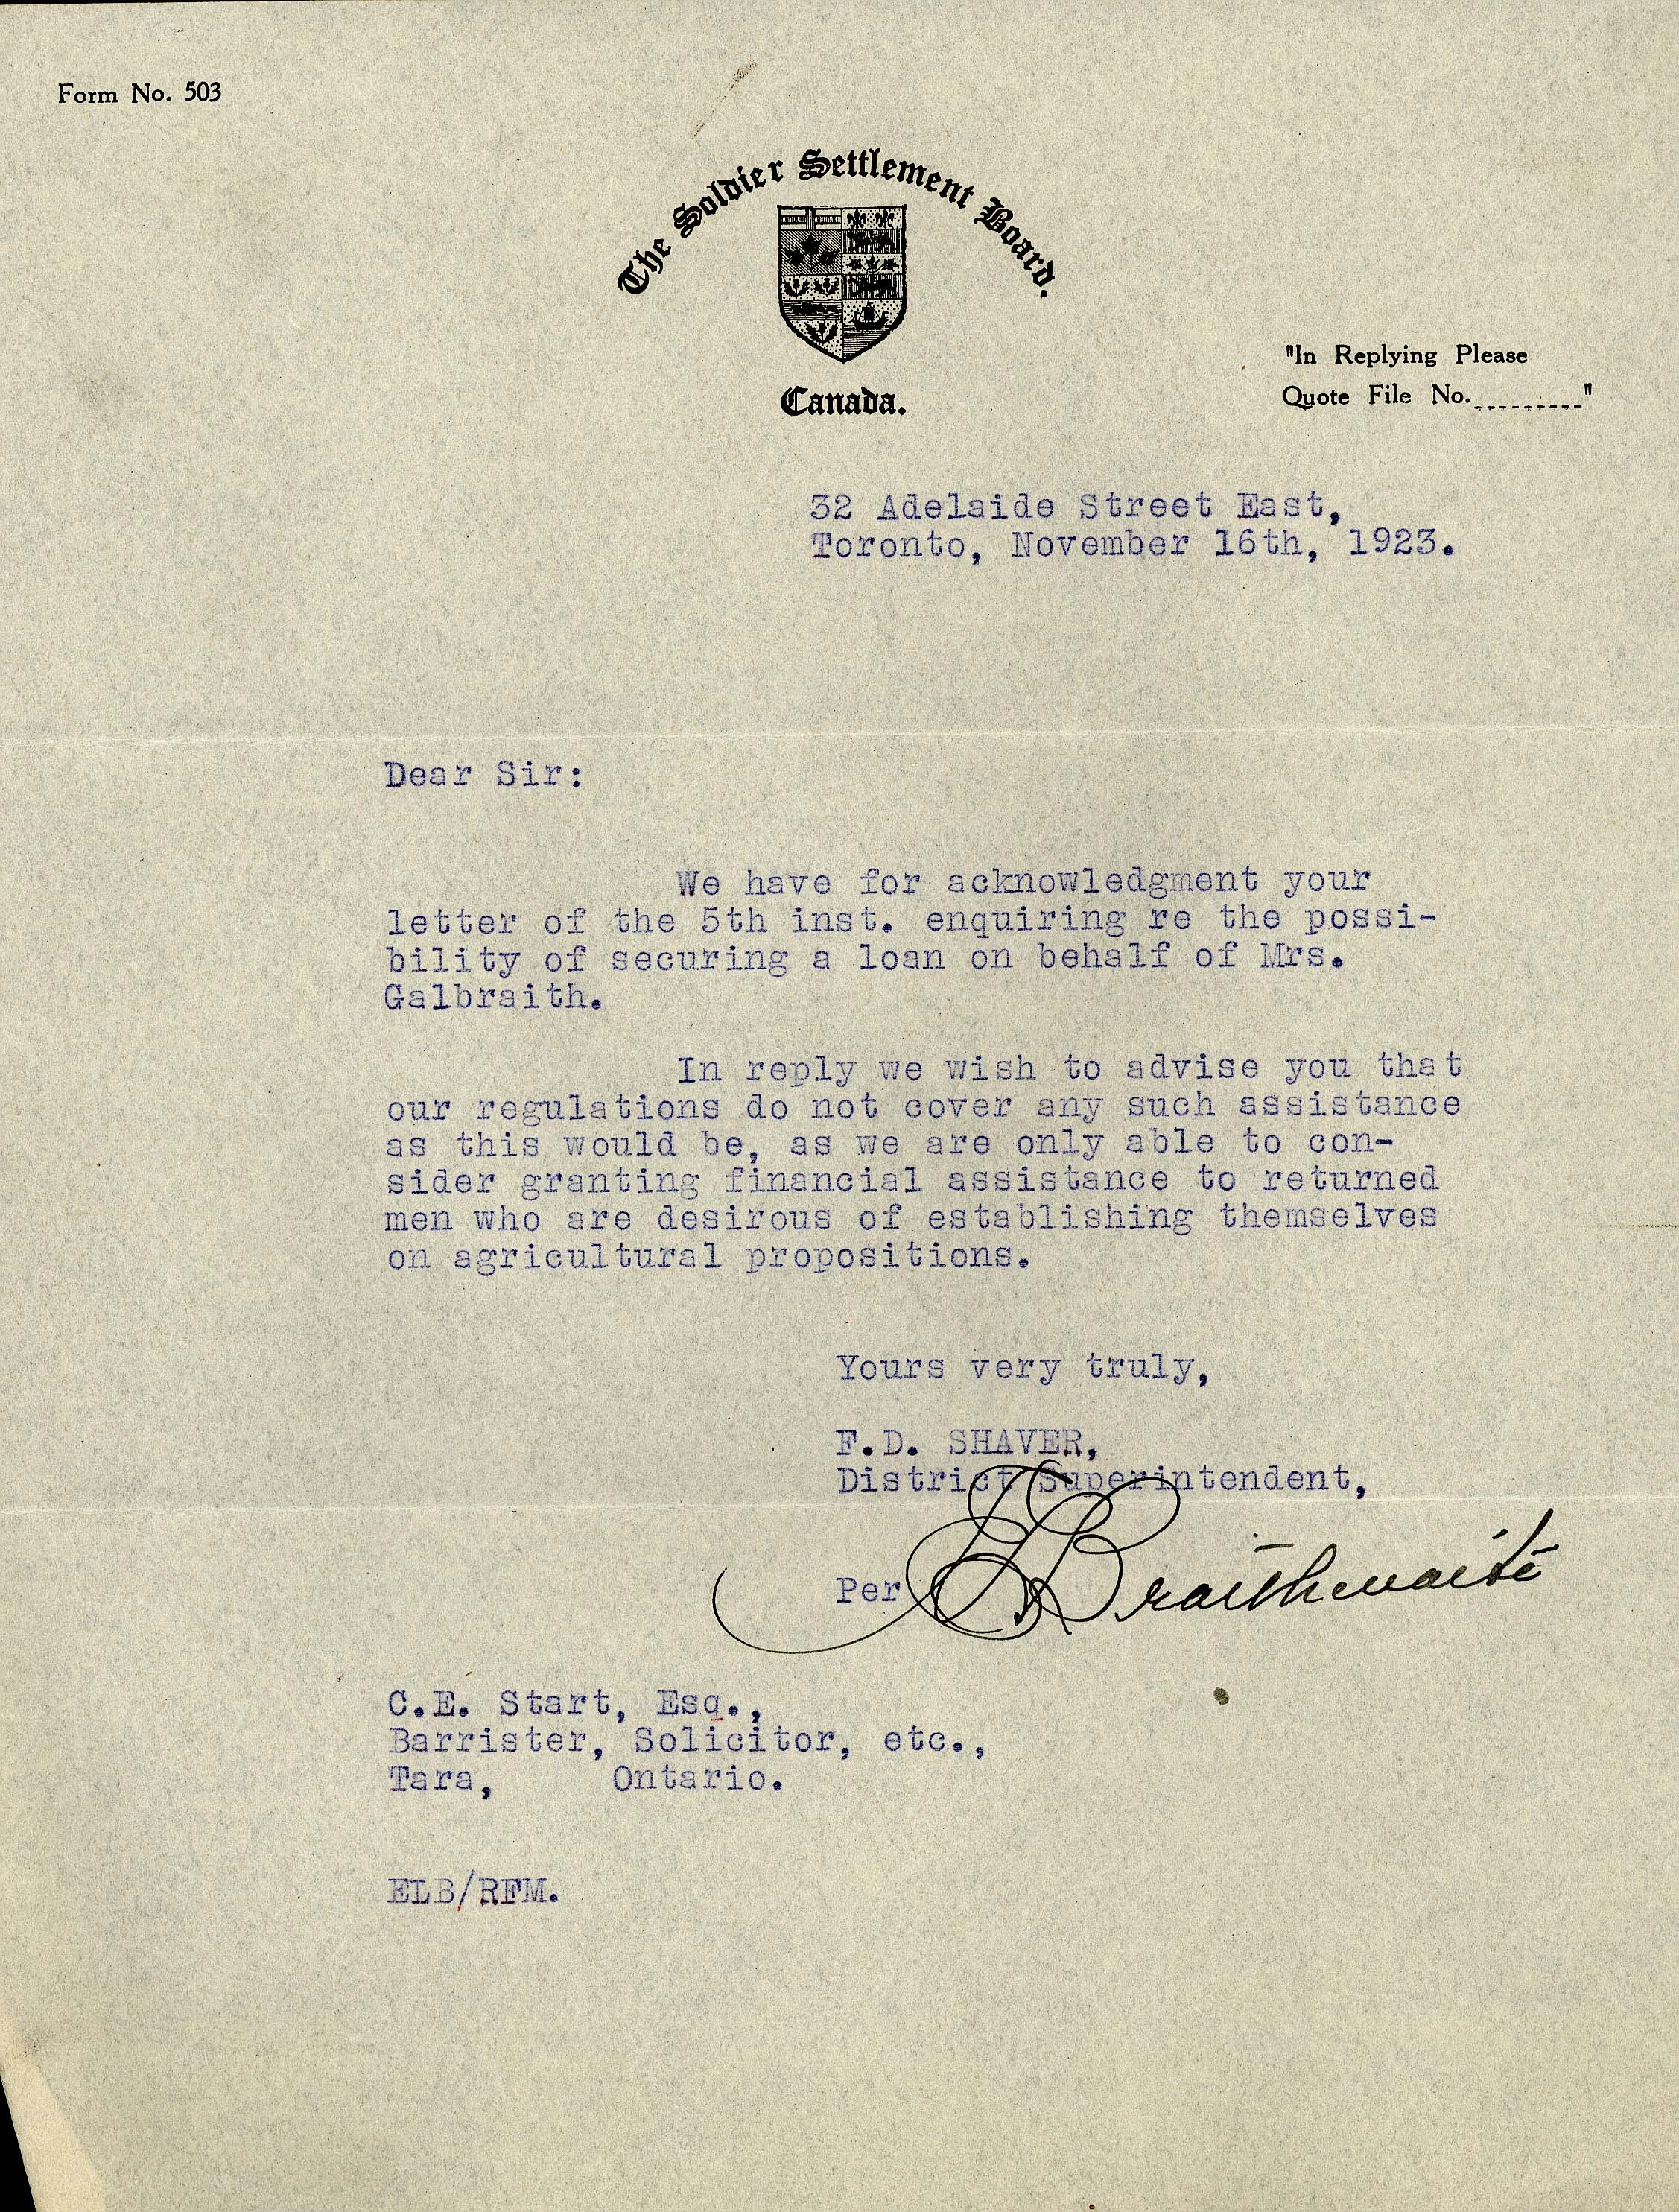 Form No. 503
The Soldier Settlement Board.
Canada.
"In Replying Please
Quote File No.........."
32 Adelaide Street East,
Toronto, November 16th, 1923.
Dear Sir:
We have for acknowledgment your
letter of the 5th inst. enquiring re the possi-
bility of securing a loan on behalf of Mrs.
Galbraith.
In reply we wish to advise you that
our regulations do not cover any such assistance
as this would be, as we are only able to con-
sider granting financial assistance to returned
men who are desirous of establishing themselves
on agricultural propositions.
Yours very truly,
F.D. SHAVER,
District Superintendent,
Per Braithwaite
C.E. Start, Esq.,
Barrister, Solicitor, etc.,
Tara, Ontario.
ELB/RFM.